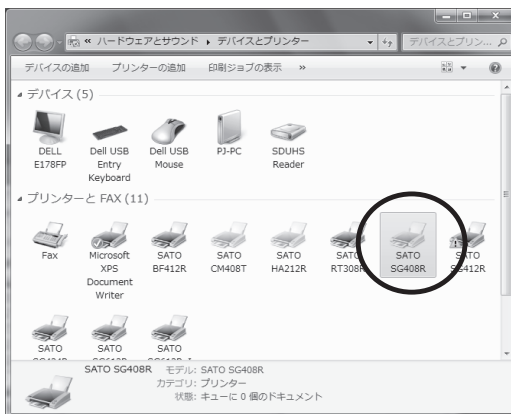 « ハードウェアとサウンド ▸ デバイスとプリンター
デバイスとプリン...
デバイスの追加 プリンターの追加 印刷ジョブの表示 »
デバイス (5)
DELL E178FP
Dell USB Entry Keyboard
Dell USB Mouse
PJ-PC
SDUHS Reader
プリンターと FAX (11)
Fax
Microsoft XPS Document Writer
SATO BF412R
SATO CM408T
SATO HA212R
SATO RT308R
SATO SG408R
SATO SG412R
SATO
SATO
SATO
SATO SG408R モデル: SATO SG408R
カテゴリ: プリンター
状態: キューに 0 個のドキュメント